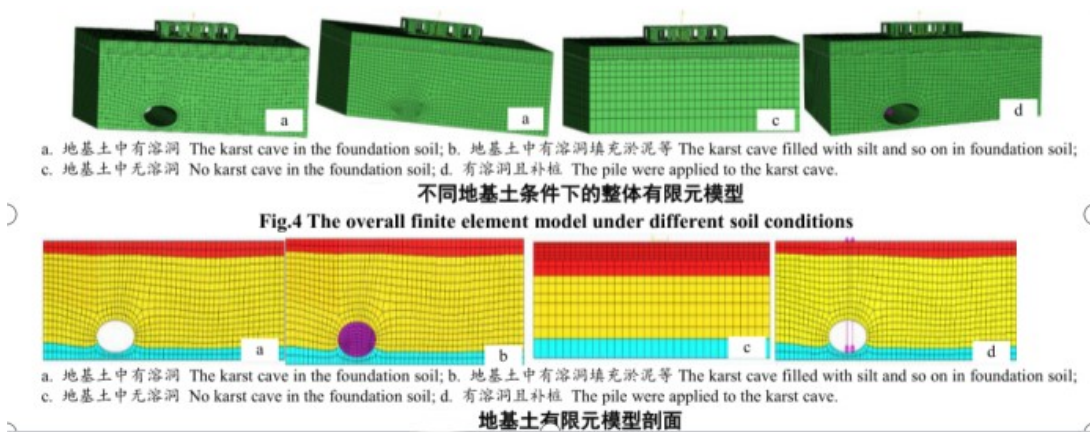 a a c d
a. 地基土中有溶洞 The karst cave in the foundation soil; b. 地基土中有溶洞填充淤泥等 The karst cave filled with silt and so on in foundation soil;
c. 地基土中无溶洞 No karst cave in the foundation soil; d. 有溶洞且补桩 The pile were applied to the karst cave.
不同地基土条件下的整体有限元模型
Fig.4 The overall finite element model under different soil conditions
a b c d
a. 地基土中有溶洞 The karst cave in the foundation soil; b. 地基土中有溶洞填充淤泥等 The karst cave filled with silt and so on in foundation soil;
c. 地基土中无溶洞 No karst cave in the foundation soil; d. 有溶洞且补桩 The pile were applied to the karst cave.
地基土有限元模型剖面